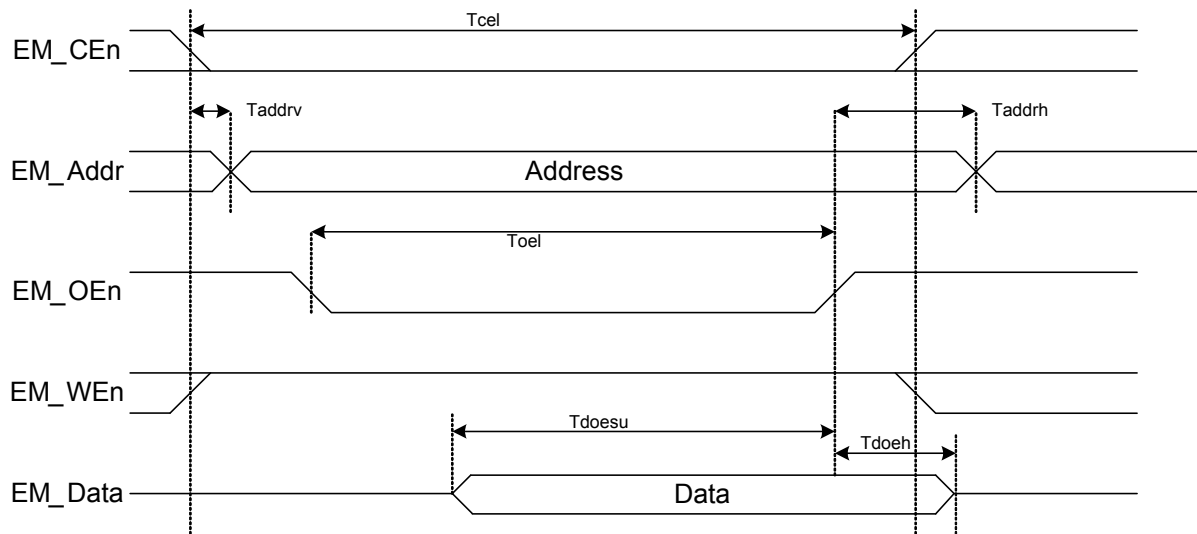 Tcel
EM_CEn
Taddrv
Taddrh
EM_Addr
Address
Toel
EM_OEn
EM_WEn
Tdoesu
Tdoeh
EM_Data
Data